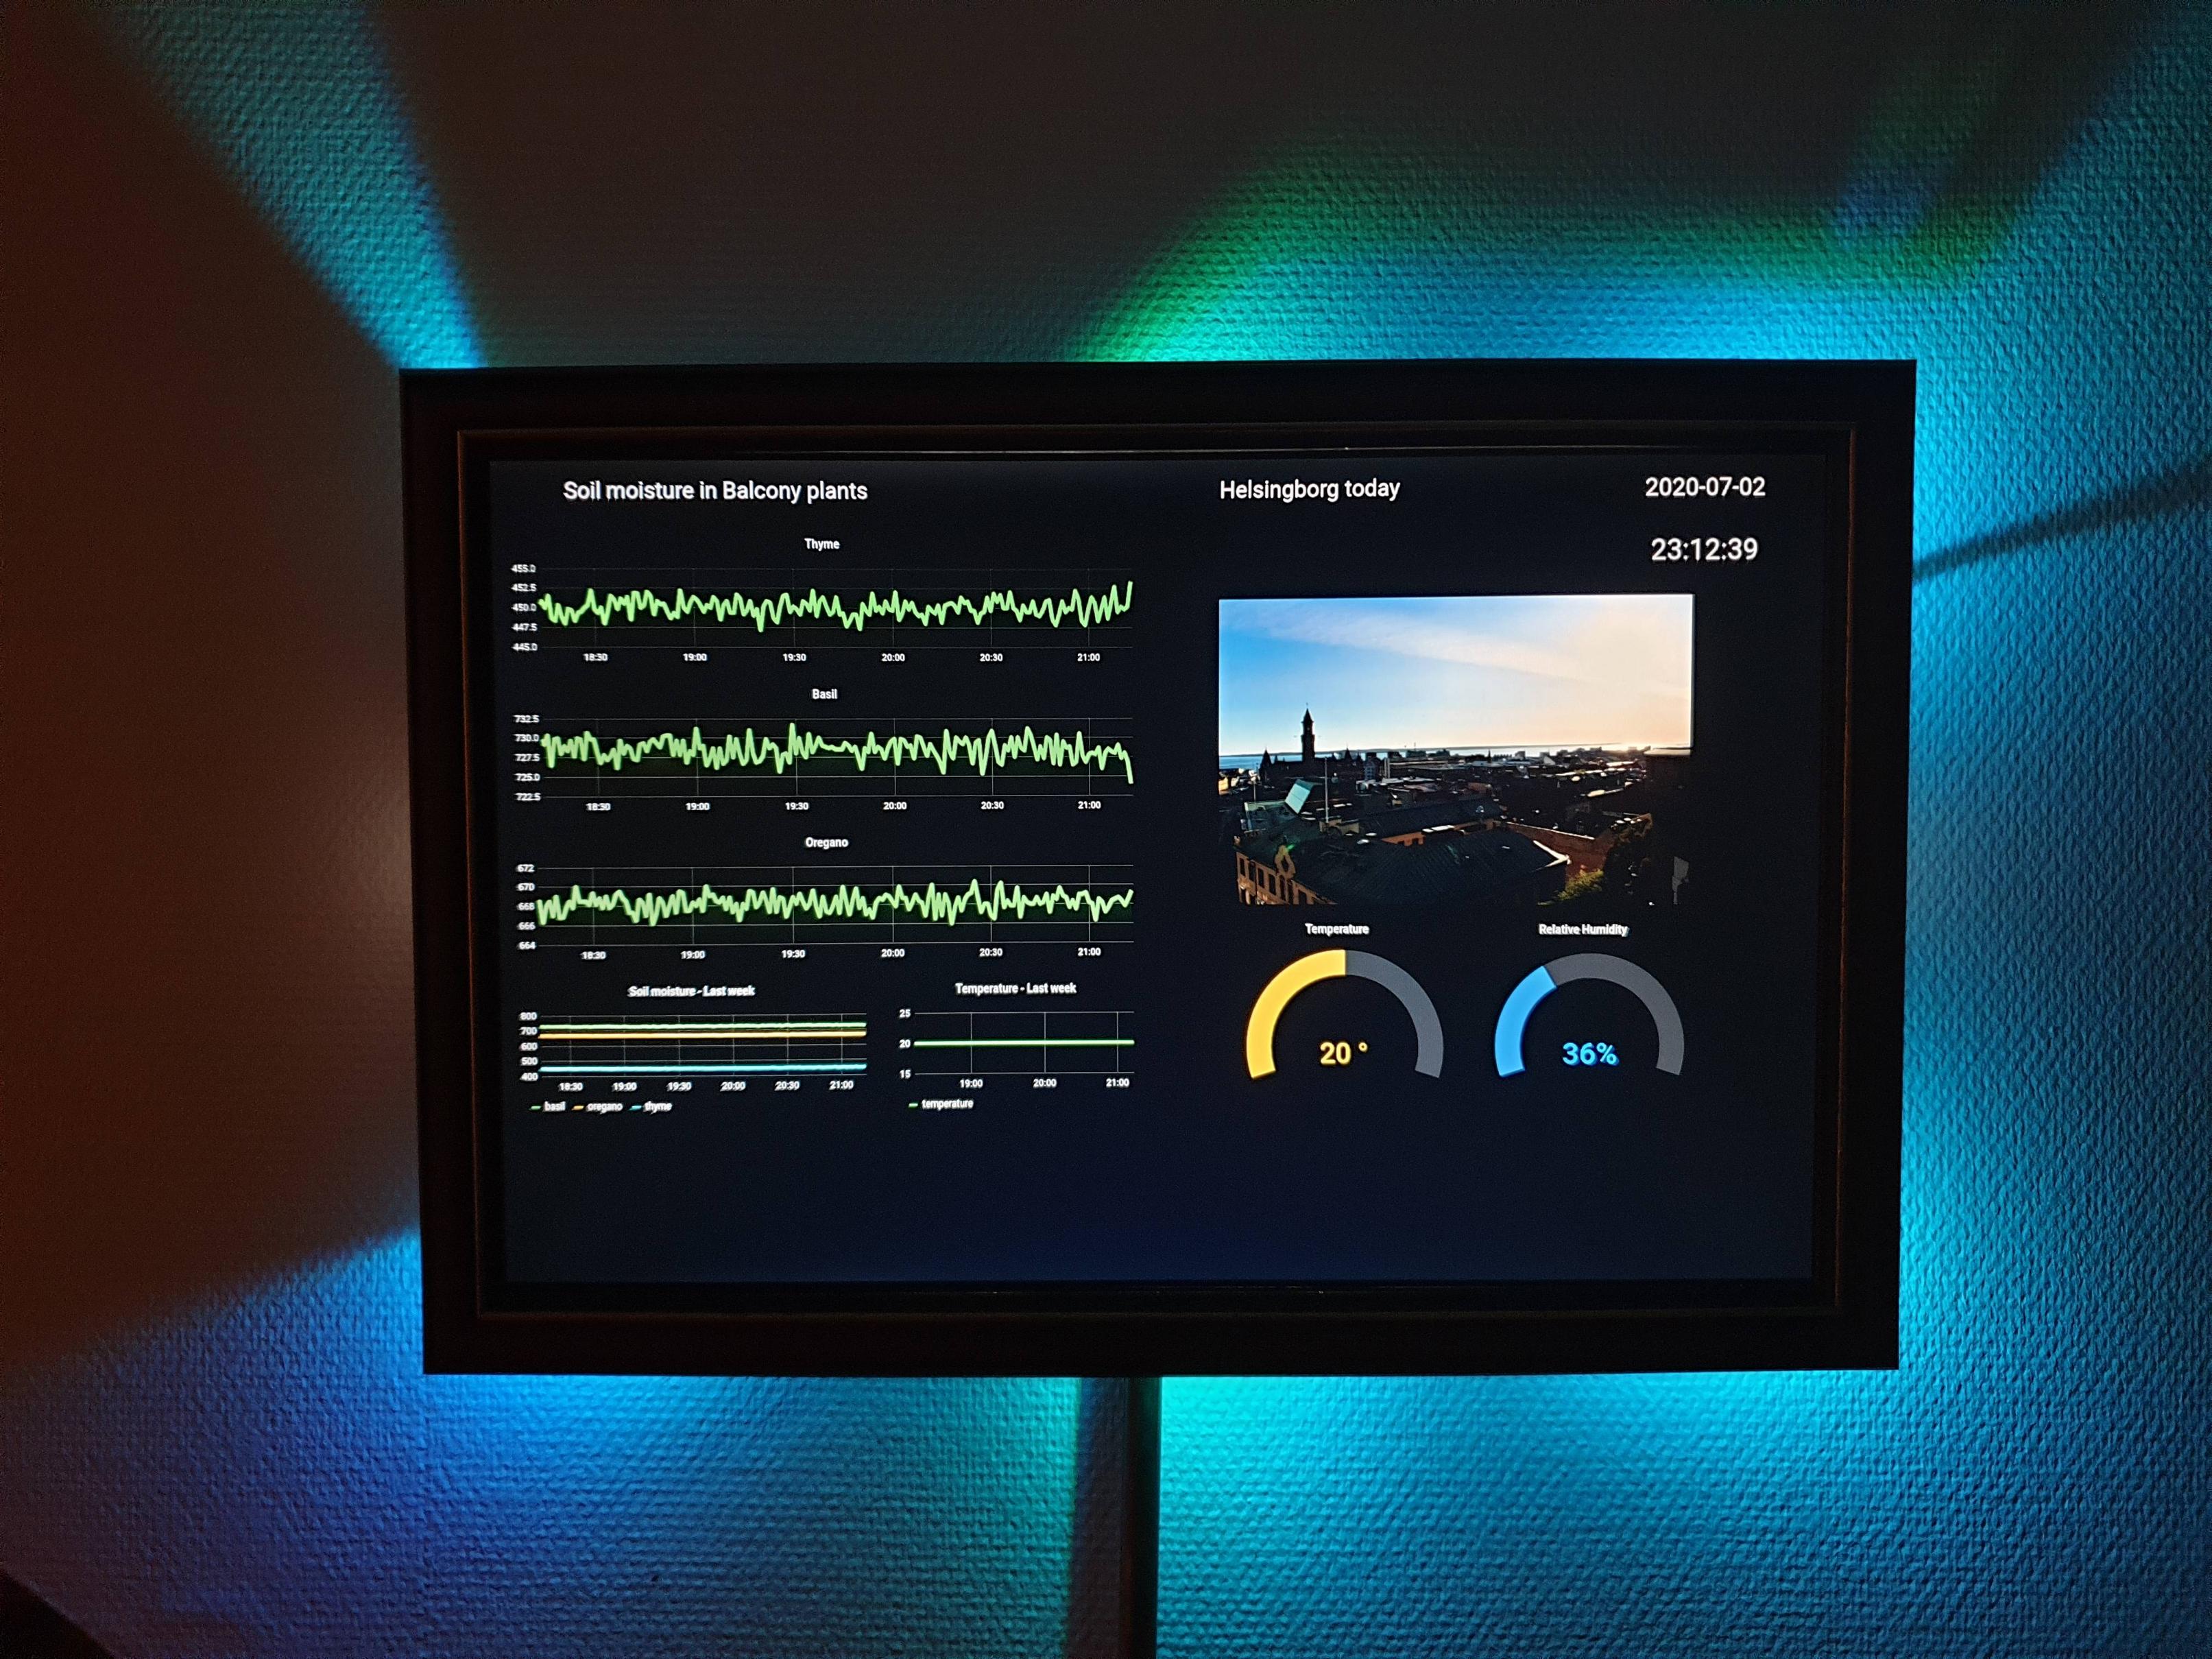 Soil moisture in Balcony plants
Thyme
455.0
452.5
450.0
447.5
445.0
18:30 19:00 19:30 20:00 20:30 21:00
Basil
732.5
730.0
727.5
725.0
722.5
18:30 19:00 19:30 20:00 20:30 21:00
Oregano
672
670
668
666
664
18:30 19:00 19:30 20:00 20:30 21:00
Soil moisture - Last week
800
700
600
500
400
18:30 19:00 19:30 20:00 20:30 21:00
basil oregano thyme
Temperature - Last week
25
20
15
19:00 20:00 21:00
temperature
Helsingborg today
2020-07-02
23:12:39
Temperature
20 °
Relative Humidity
36%